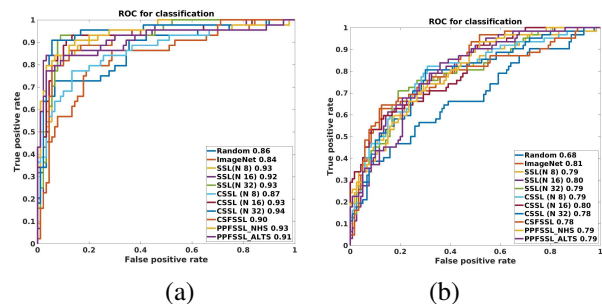 ROC for classification
True positive rate
1
0.9
0.8
0.7
0.6
0.5
0.4
0.3
0.2
0.1
0
Random 0.86
ImageNet 0.84
SSL(N 8) 0.93
SSL(N 16) 0.92
SSL(N 32) 0.93
CSSL (N 8) 0.87
CSSL (N 16) 0.93
CSSL (N 32) 0.94
CSFSSL 0.90
PPFSSL_NHS 0.93
PPFSSL_ALTS 0.91
0 0.2 0.4 0.6 0.8 1
False positive rate
(a)
ROC for classification
True positive rate
1
0.9
0.8
0.7
0.6
0.5
0.4
0.3
0.2
0.1
0
Random 0.68
ImageNet 0.81
SSL(N 8) 0.79
SSL(N 16) 0.80
SSL(N 32) 0.79
CSSL (N 8) 0.79
CSSL (N 16) 0.80
CSSL (N 32) 0.78
CSFSSL 0.78
PPFSSL_NHS 0.79
PPFSSL_ALTS 0.79
0 0.2 0.4 0.6 0.8 1
False positive rate
(b)